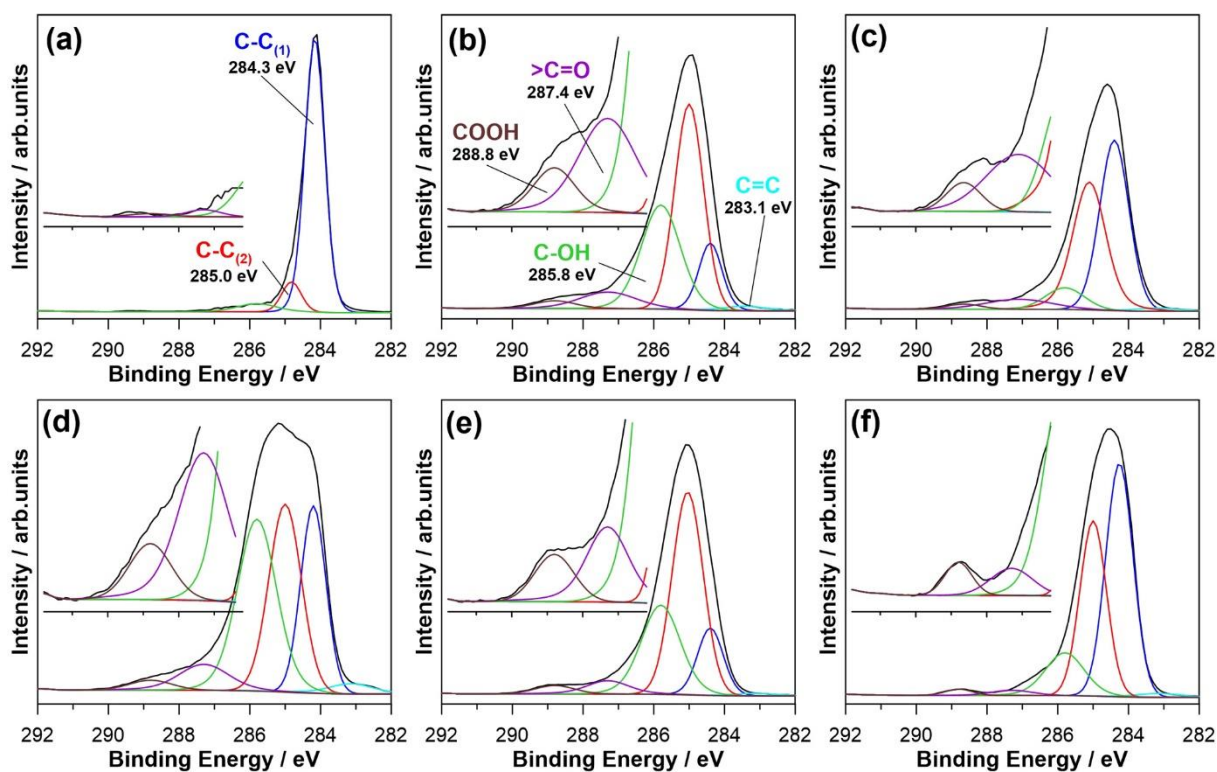 (a)
C-C(1)
284.3 eV
C-C(2)
285.0 eV
Intensity / arb.units
292 290 288 286 284 282
Binding Energy / eV
(b)
>C=O
287.4 eV
COOH
288.8 eV
C=C
283.1 eV
C-OH
285.8 eV
Intensity / arb.units
292 290 288 286 284 282
Binding Energy / eV
(c)
Intensity / arb.units
292 290 288 286 284 282
Binding Energy / eV
(d)
Intensity / arb.units
292 290 288 286 284 282
Binding Energy / eV
(e)
Intensity / arb.units
292 290 288 286 284 282
Binding Energy / eV
(f)
Intensity / arb.units
292 290 288 286 284 282
Binding Energy / eV